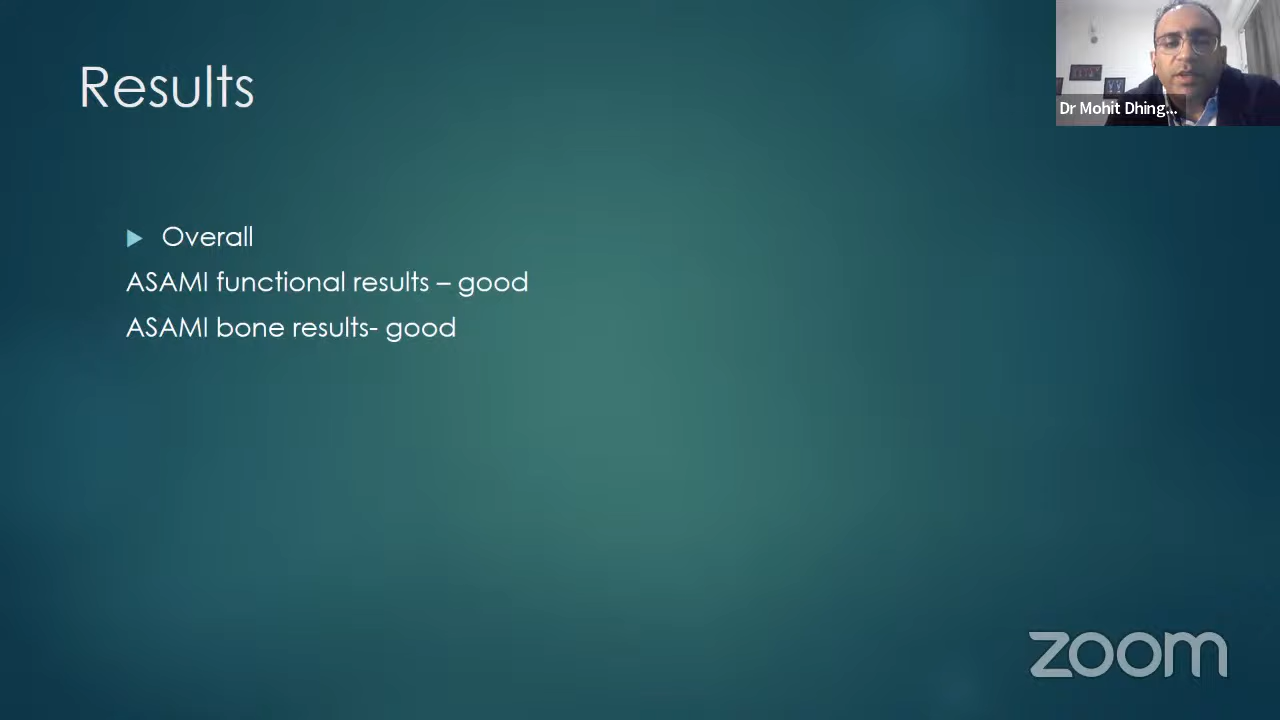 Results
Dr Mohit Dhing...
Overall
ASAMI functional results – good
ASAMI bone results- good
zoom